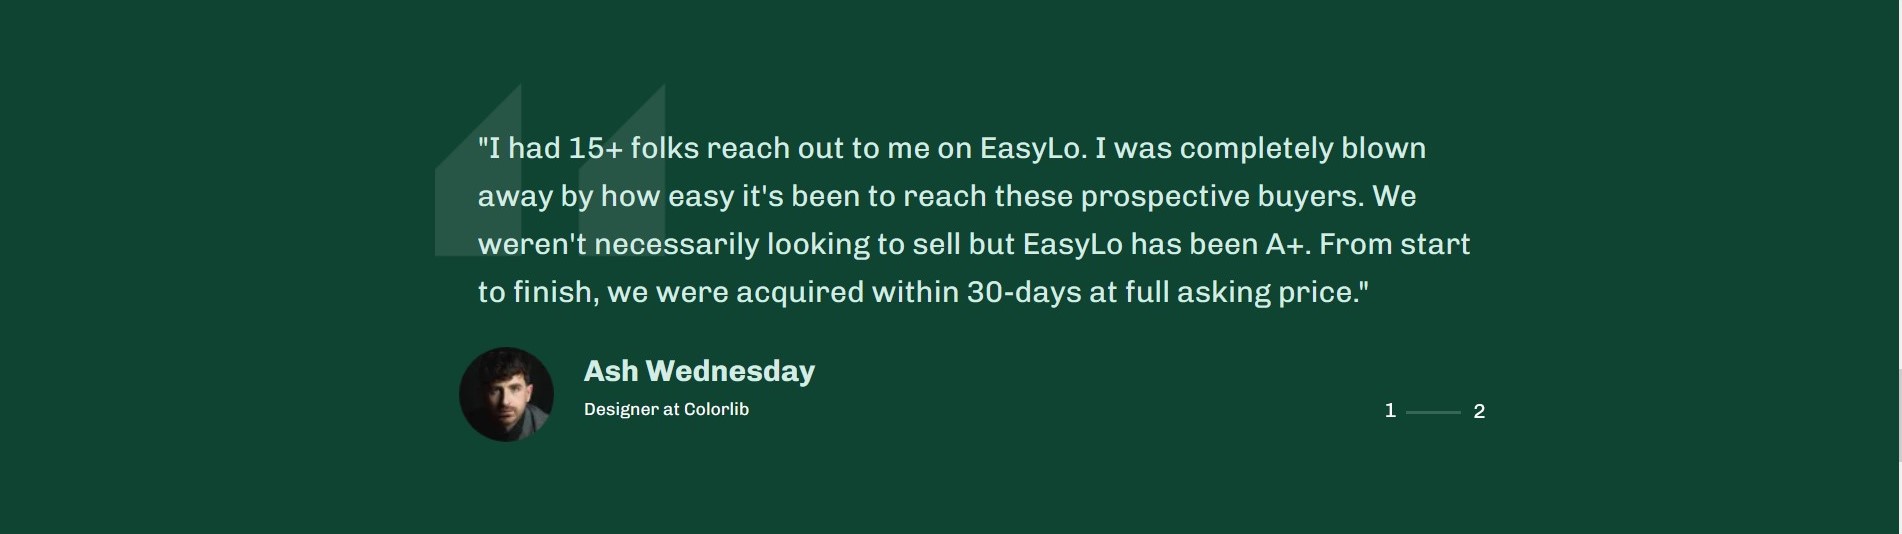 "I had 15+ folks reach out to me on EasyLo. I was completely blown
away by how easy it's been to reach these prospective buyers. We
weren't necessarily looking to sell but EasyLo has been A+. From start
to finish, we were acquired within 30-days at full asking price."
Ash Wednesday
Designer at Colorlib
1 2